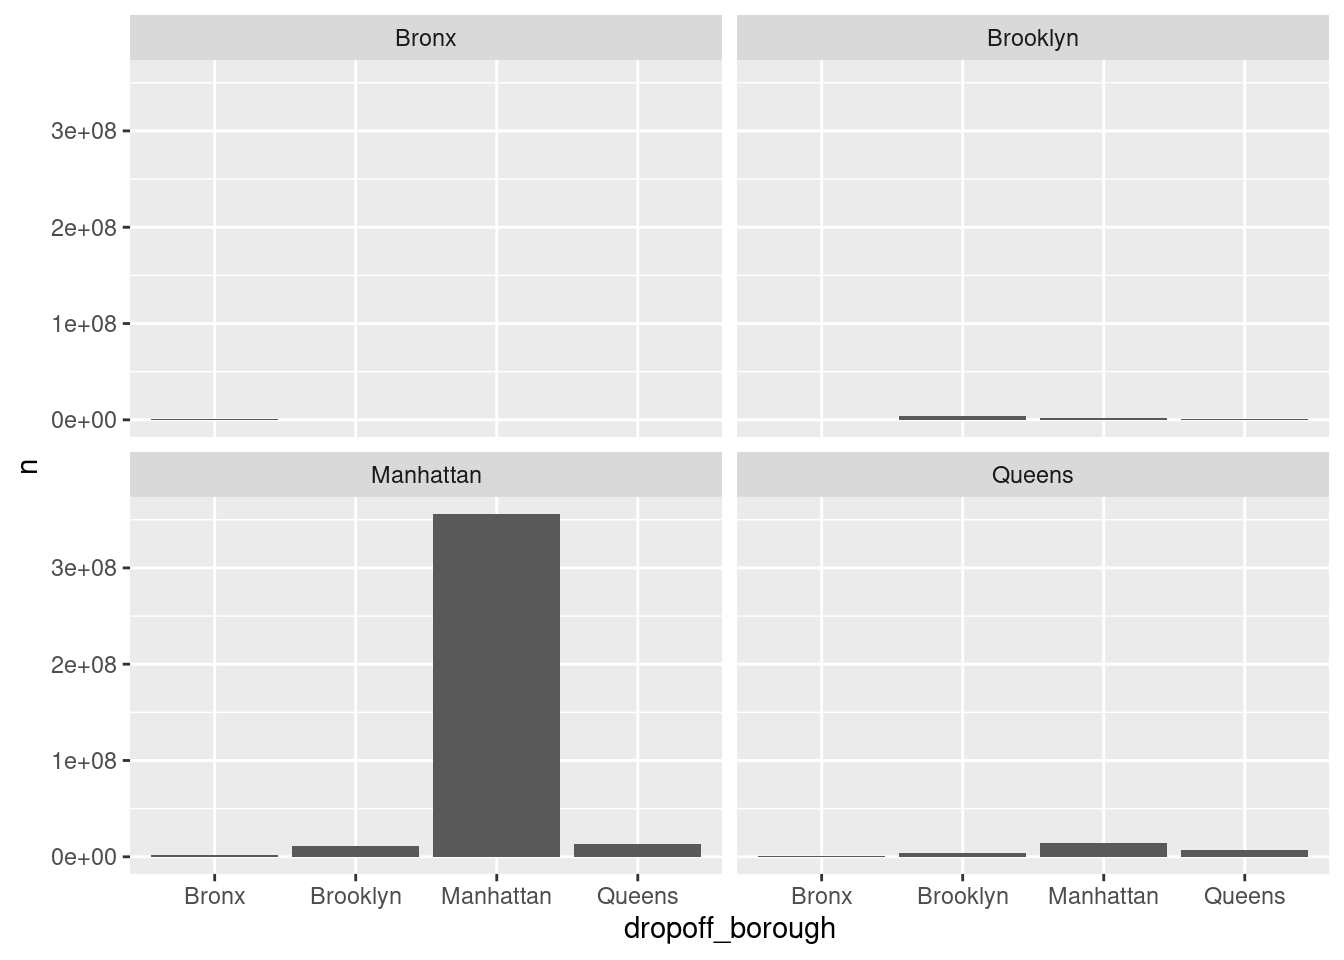 Bronx Brooklyn
3e+08
2e+08
1e+08
0e+00
n
Manhattan Queens
3e+08
2e+08
1e+08
0e+00
Bronx Brooklyn Manhattan Queens Bronx Brooklyn Manhattan Queens
dropoff_borough